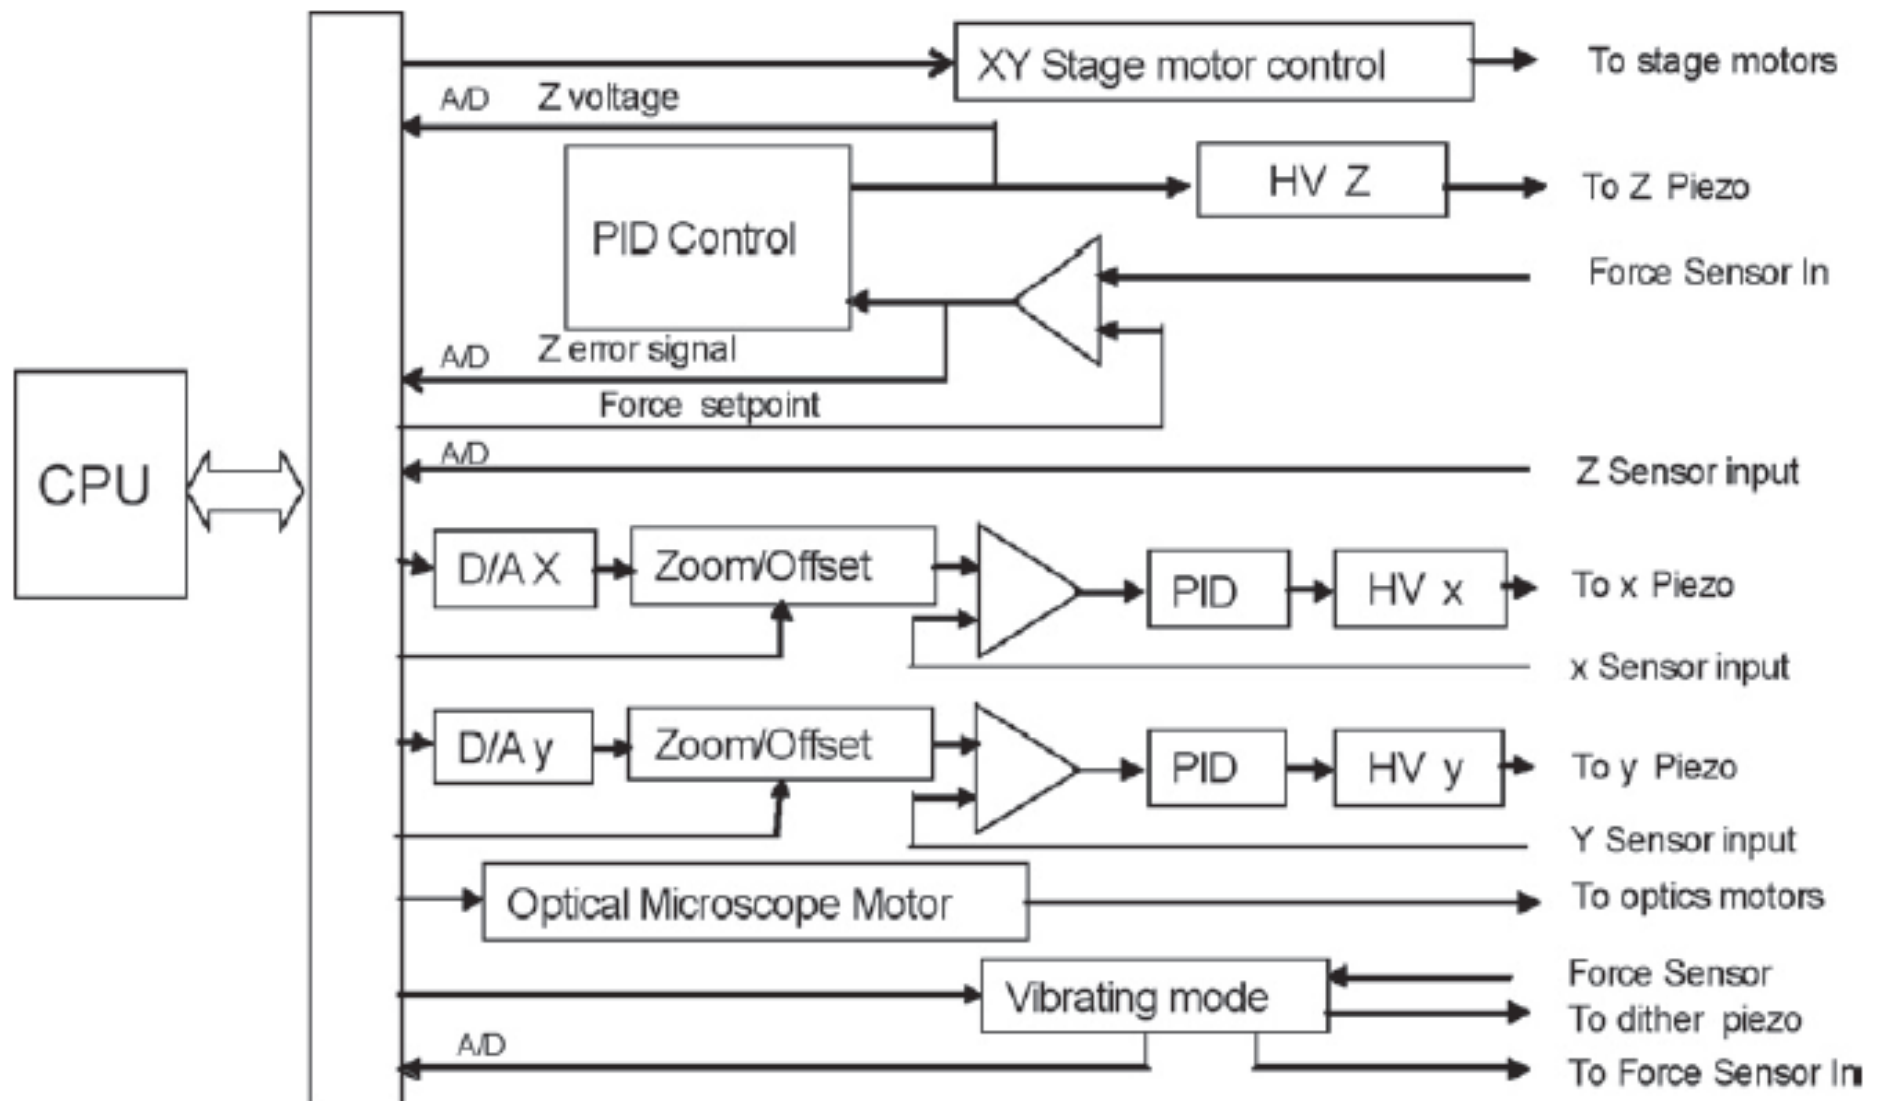 XY Stage motor control
To stage motors
A/D Z voltage
HV Z
To Z Piezo
PID Control
Force Sensor In
A/D Z error signal
Force setpoint
CPU
A/D
Z Sensor input
D/A X
Zoom/Offset
PID
HV x
To x Piezo
x Sensor input
D/A y
Zoom/Offset
PID
HV y
To y Piezo
Y Sensor input
Optical Microscope Motor
To optics motors
Vibrating mode
Force Sensor
To dither piezo
A/D
To Force Sensor In